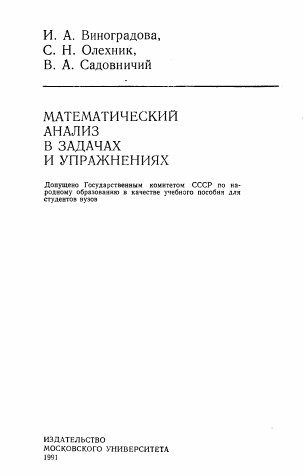 И. А. Виноградова,
С. Н. Олехник,
В. А. Садовничий
МАТЕМАТИЧЕСКИЙ
АНАЛИЗ
В ЗАДАЧАХ
И УПРАЖНЕНИЯХ
Допущено Государственным комитетом СССР по на-
родному образованию в качестве учебного пособия для
студентов вузов
ИЗДАТЕЛЬСТВО
МОСКОВСКОГО УНИВЕРСИТЕТА
1991